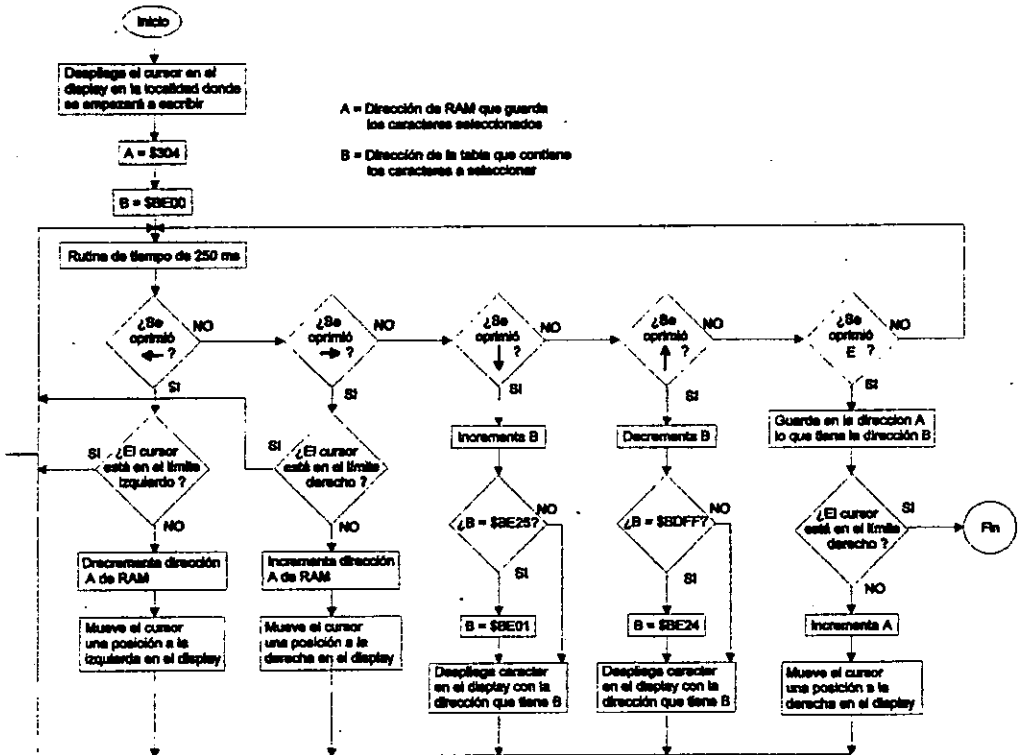 Inicio
Despliega el cursor en el
display en la localidad donde
se empezará a escribir
A = Dirección de RAM que guarda
los caracteres seleccionados
A = $304
B = Dirección de la tabla que contiene
los caracteres a seleccionar
B = $BE00
Rutina de tiempo de 250 ms
¿Se
oprimió
← ?
NO
SI
¿Se
oprimió
→ ?
NO
SI
¿Se
oprimió
↓ ?
NO
SI
¿Se
oprimió
↑ ?
NO
SI
¿Se
oprimió
E ?
NO
SI
¿El cursor
está en el límite
izquierdo ?
SI
NO
¿El cursor
está en el límite
derecho ?
SI
NO
Incrementa B
Decrementa B
Guarda en la direccion A
lo que tiene la dirección B
¿B = $BE25?
NO
SI
¿B = $BDFF?
NO
SI
¿El cursor
está en el límite
derecho ?
SI
NO
Fin
Drecrementa dirección
A de RAM
Incrementa dirección
A de RAM
B = $BE01
B = $BE24
Incrementa A
Mueve el cursor
una posición a la
izquierda en el display
Mueve el cursor
una posición a la
derecha en el display
Despliega caracter
en el display con la
dirección que tiene B
Despliega caracter
en el display con la
dirección que tiene B
Mueve el cursor
una posición a la
derecha en el display